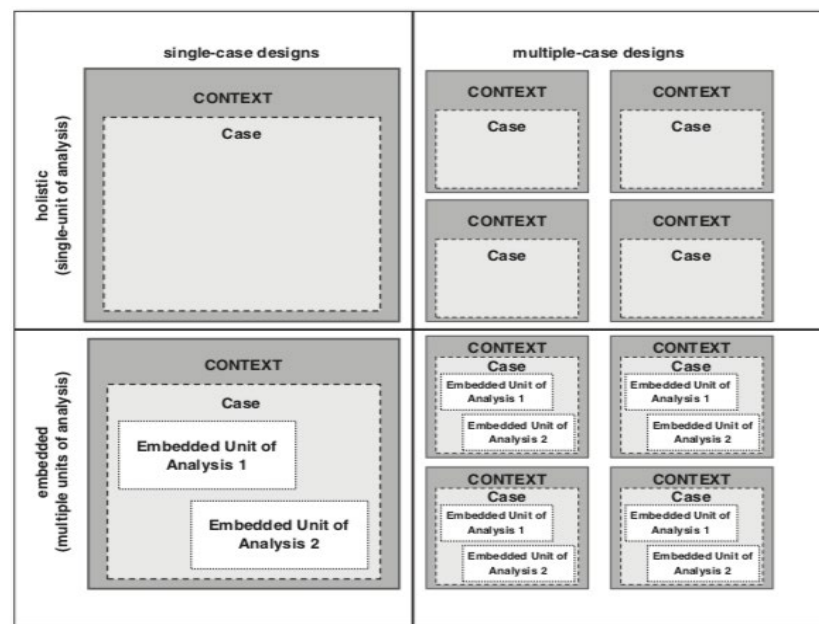 single-case designs
multiple-case designs
holistic
(single-unit of analysis)
CONTEXT
Case
CONTEXT
Case
CONTEXT
Case
CONTEXT
Case
CONTEXT
Case
embedded
(multiple units of analysis)
CONTEXT
Case
Embedded Unit of
Analysis 1
Embedded Unit of
Analysis 2
CONTEXT
Case
Embedded Unit of
Analysis 1
Embedded Unit of
Analysis 2
CONTEXT
Case
Embedded Unit of
Analysis 1
Embedded Unit of
Analysis 2
CONTEXT
Case
Embedded Unit of
Analysis 1
Embedded Unit of
Analysis 2
CONTEXT
Case
Embedded Unit of
Analysis 1
Embedded Unit of
Analysis 2